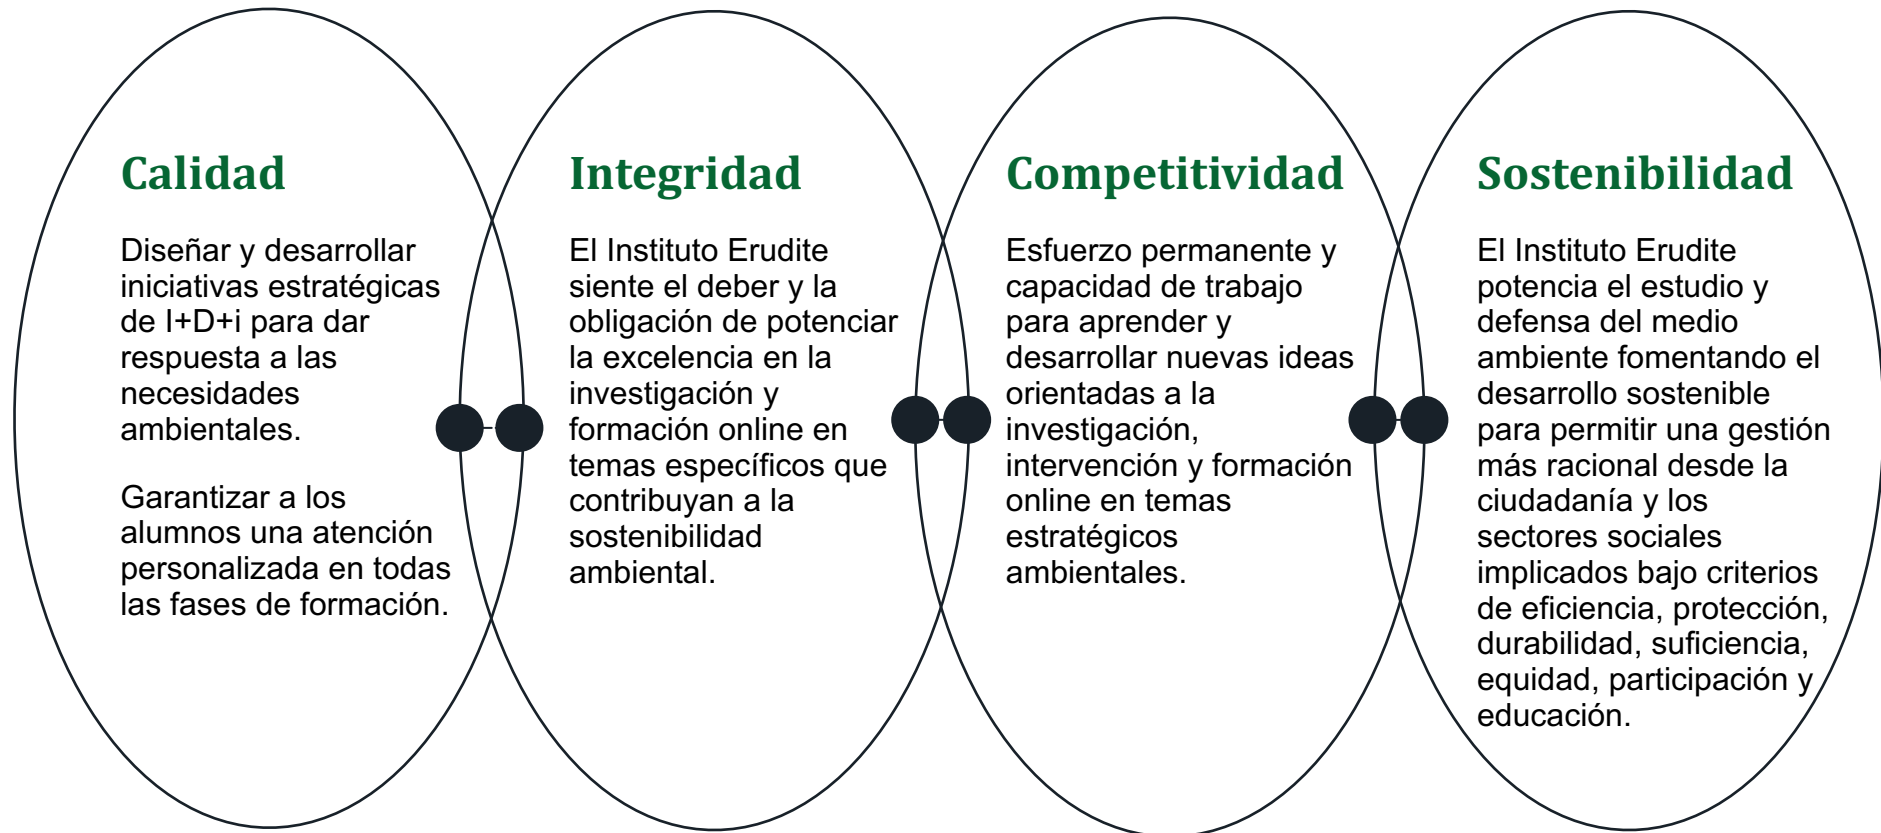 Calidad
Diseñar y desarrollar
iniciativas estratégicas
de I+D+i para dar
respuesta a las
necesidades
ambientales.
Garantizar a los
alumnos una atención
personalizada en todas
las fases de formación.
Integridad
El Instituto Erudite
siente el deber y la
obligación de potenciar
la excelencia en la
investigación y
formación online en
temas específicos que
contribuyan a la
sostenibilidad
ambiental.
Competitividad
Esfuerzo permanente y
capacidad de trabajo
para aprender y
desarrollar nuevas ideas
orientadas a la
investigación,
intervención y formación
online en temas
estratégicos
ambientales.
Sostenibilidad
El Instituto Erudite
potencia el estudio y
defensa del medio
ambiente fomentando el
desarrollo sostenible
para permitir una gestión
más racional desde la
ciudadanía y los
sectores sociales
implicados bajo criterios
de eficiencia, protección,
durabilidad, suficiencia,
equidad, participación y
educación.